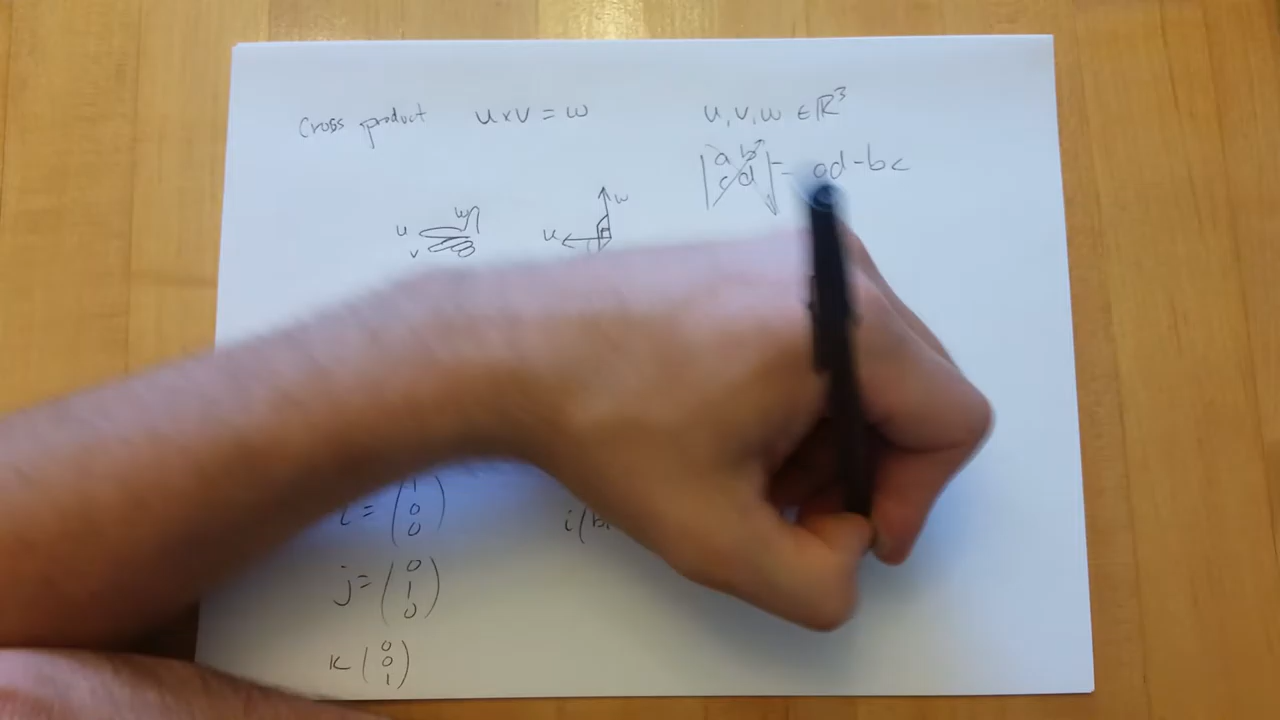 Cross product u×v = w u, v, w ∈ ℝ³
|a b| = ad-bc
|c d|
w
u w
v u
1
i = (0)
0
i(b
0
j = (1)
0
0
k (0)
1